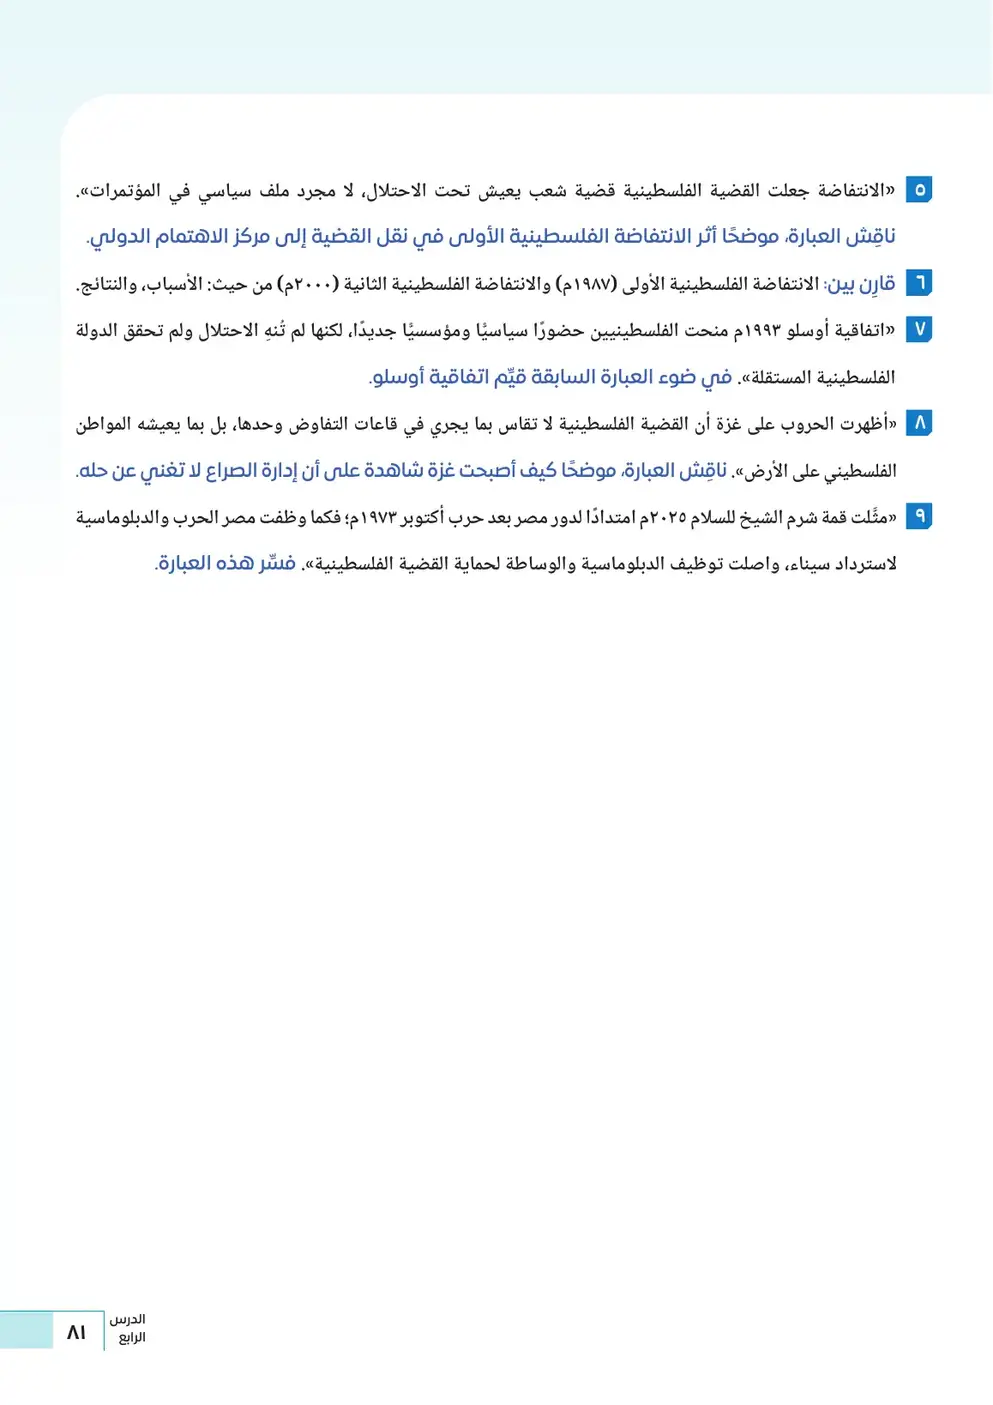 ٥ «الانتفاضة جعلت القضية الفلسطينية قضية شعب يعيش تحت الاحتلال، لا مجرد ملف سياسي في المؤتمرات».
ناقِش العبارة، موضحًا أثر الانتفاضة الفلسطينية الأولى في نقل القضية إلى مركز الاهتمام الدولي.
٦ قارِن بين: الانتفاضة الفلسطينية الأولى (١٩٨٧م) والانتفاضة الفلسطينية الثانية (٢٠٠٠م) من حيث: الأسباب، والنتائج.
٧ «اتفاقية أوسلو ١٩٩٣م منحت الفلسطينيين حضورًا سياسيًّا ومؤسسيًّا جديدًا، لكنها لم تُنهِ الاحتلال ولم تحقق الدولة
الفلسطينية المستقلة». في ضوء العبارة السابقة قيِّم اتفاقية أوسلو.
٨ «أظهرت الحروب على غزة أن القضية الفلسطينية لا تقاس بما يجري في قاعات التفاوض وحدها، بل بما يعيشه المواطن
الفلسطيني على الأرض». ناقِش العبارة، موضحًا كيف أصبحت غزة شاهدة على أن إدارة الصراع لا تغني عن حله.
٩ «مثَّلت قمة شرم الشيخ للسلام ٢٠٢٥م امتدادًا لدور مصر بعد حرب أكتوبر ١٩٧٣م؛ فكما وظفت مصر الحرب والدبلوماسية
لاسترداد سيناء، واصلت توظيف الدبلوماسية والوساطة لحماية القضية الفلسطينية». فسِّر هذه العبارة.
الدرس
الرابع
٨١